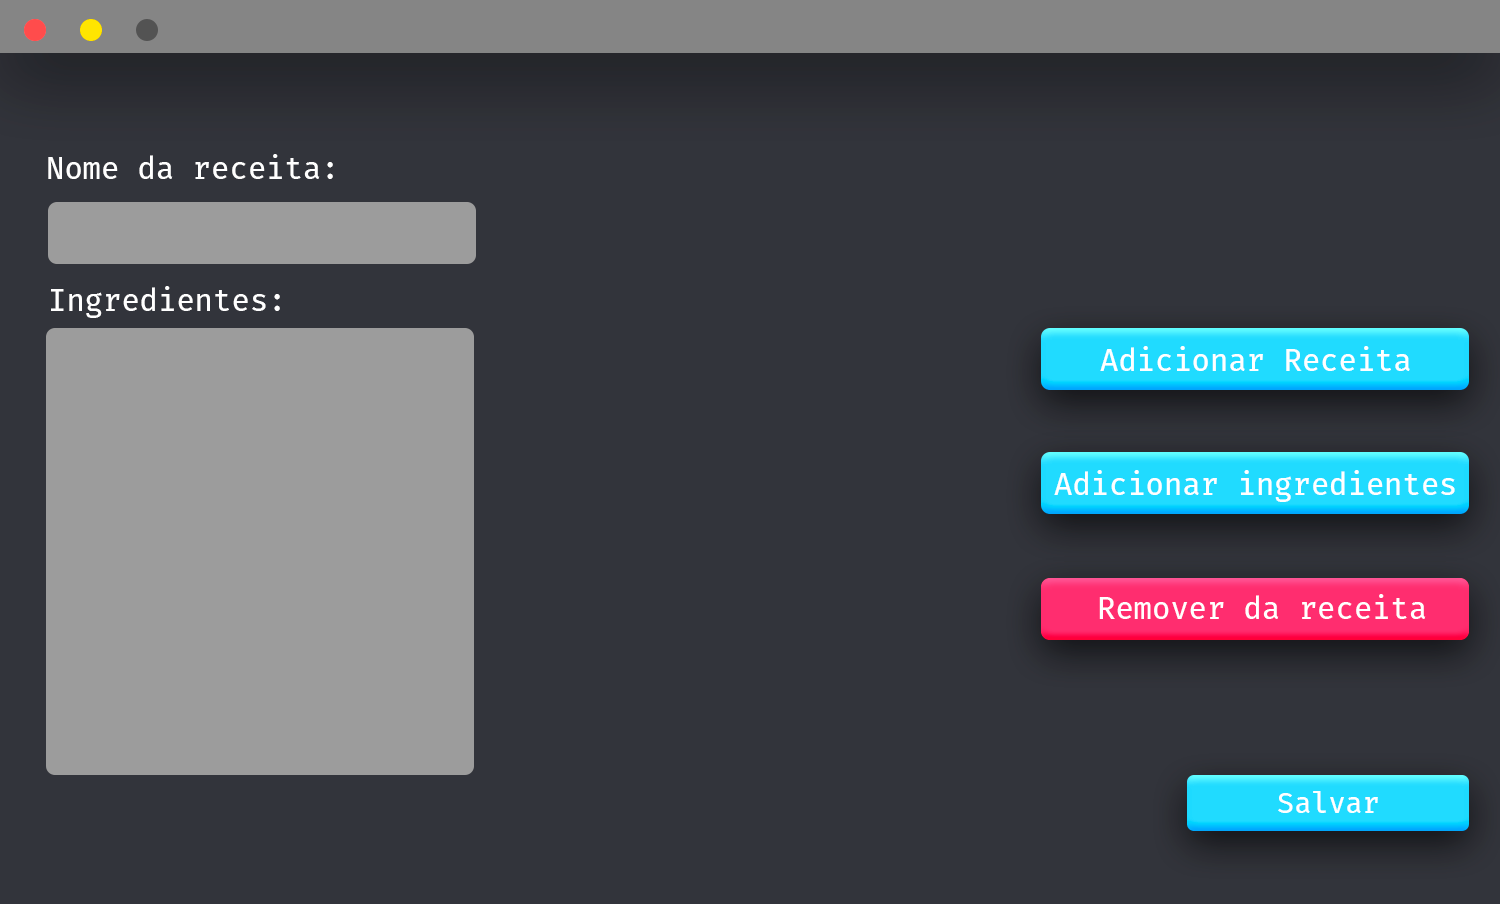 Nome da receita:
Ingredientes:
Adicionar Receita
Adicionar ingredientes
Remover da receita
Salvar